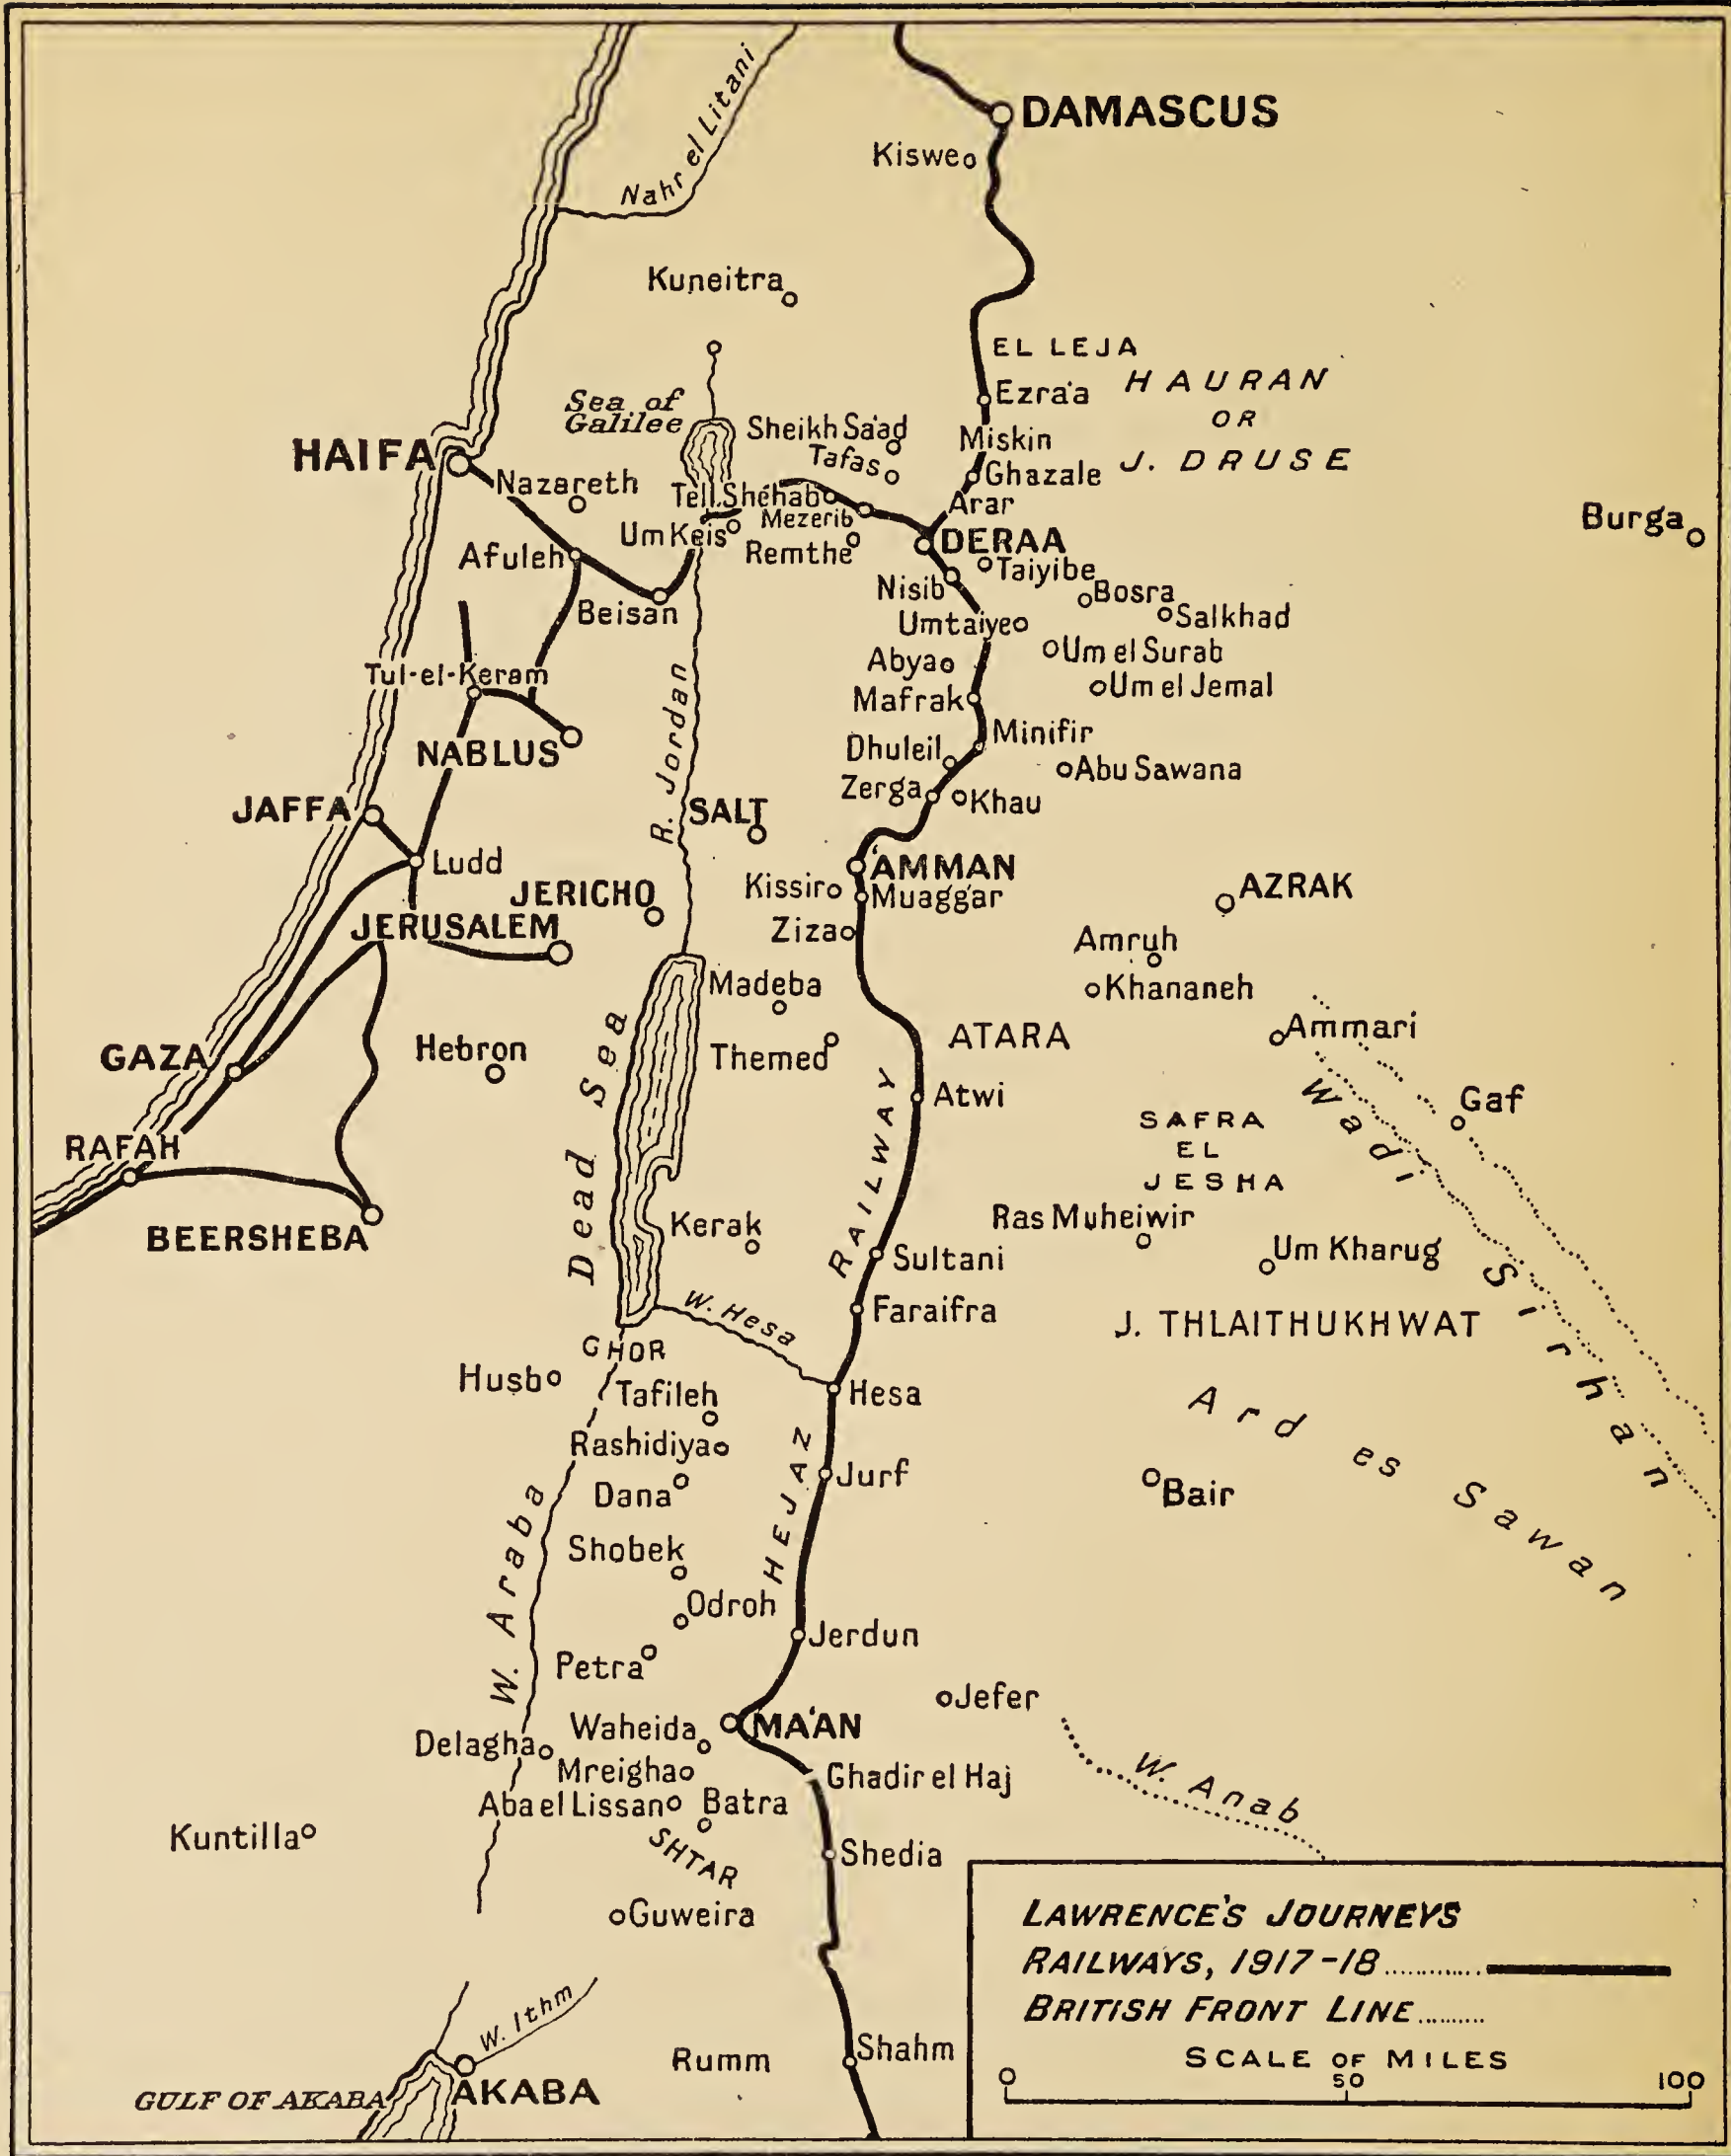 Nahr el Litani
DAMASCUS
Kiswe
Kuneitra
EL LEJA
Ezra'a
HAURAN
OR
J. DRUSE
Sea of
Galilee
Sheikh Sa'ad
Tafas
Miskin
Ghazale
Arar
HAIFA
Nazareth
Tell Shehab
Mezerib
Um Keis
Remthe
DERAA
Burga
Afuleh
Beisan
Nisib
Taiyibe
Bosra
Salkhad
Umtaiye
Um el Surab
Abya
Um el Jemal
Mafrak
Tul-el-Keram
NABLUS
R. Jordan
Minifir
Dhuleil
Abu Sawana
Zerga
Khau
JAFFA
SALT
Ludd
'AMMAN
Kissir
Muaggar
AZRAK
JERICHO
JERUSALEM
Ziza
Amruh
Madeba
Khananeh
Ammari
GAZA
Hebron
Dead Sea
Themed
ATARA
Atwi
Gaf
RAFAH
SAFRA
EL
JESHA
Wadi Sirhan
BEERSHEBA
Kerak
HEJAZ RAILWAY
Ras Muheiwir
Sultani
Um Kharug
W. Hesa
Faraifra
J. THLAITHUKHWAT
GHOR
Husb
Tafileh
Hesa
Ard es Sawan
Rashidiya
Jurf
Dana
Bair
W. Araba
Shobek
Odroh
Jerdun
Petra
Jefer
Delagha
Waheida
MA'AN
Mreigha
Ghadir el Haj
W. Anab
Aba el Lissan
Batra
Kuntilla
SHTAR
Shedia
Guweira
W. Ithm
Rumm
Shahm
GULF OF AKABA
AKABA
LAWRENCE'S JOURNEYS
RAILWAYS, 1917-18............
BRITISH FRONT LINE.........
SCALE OF MILES
0 50 100